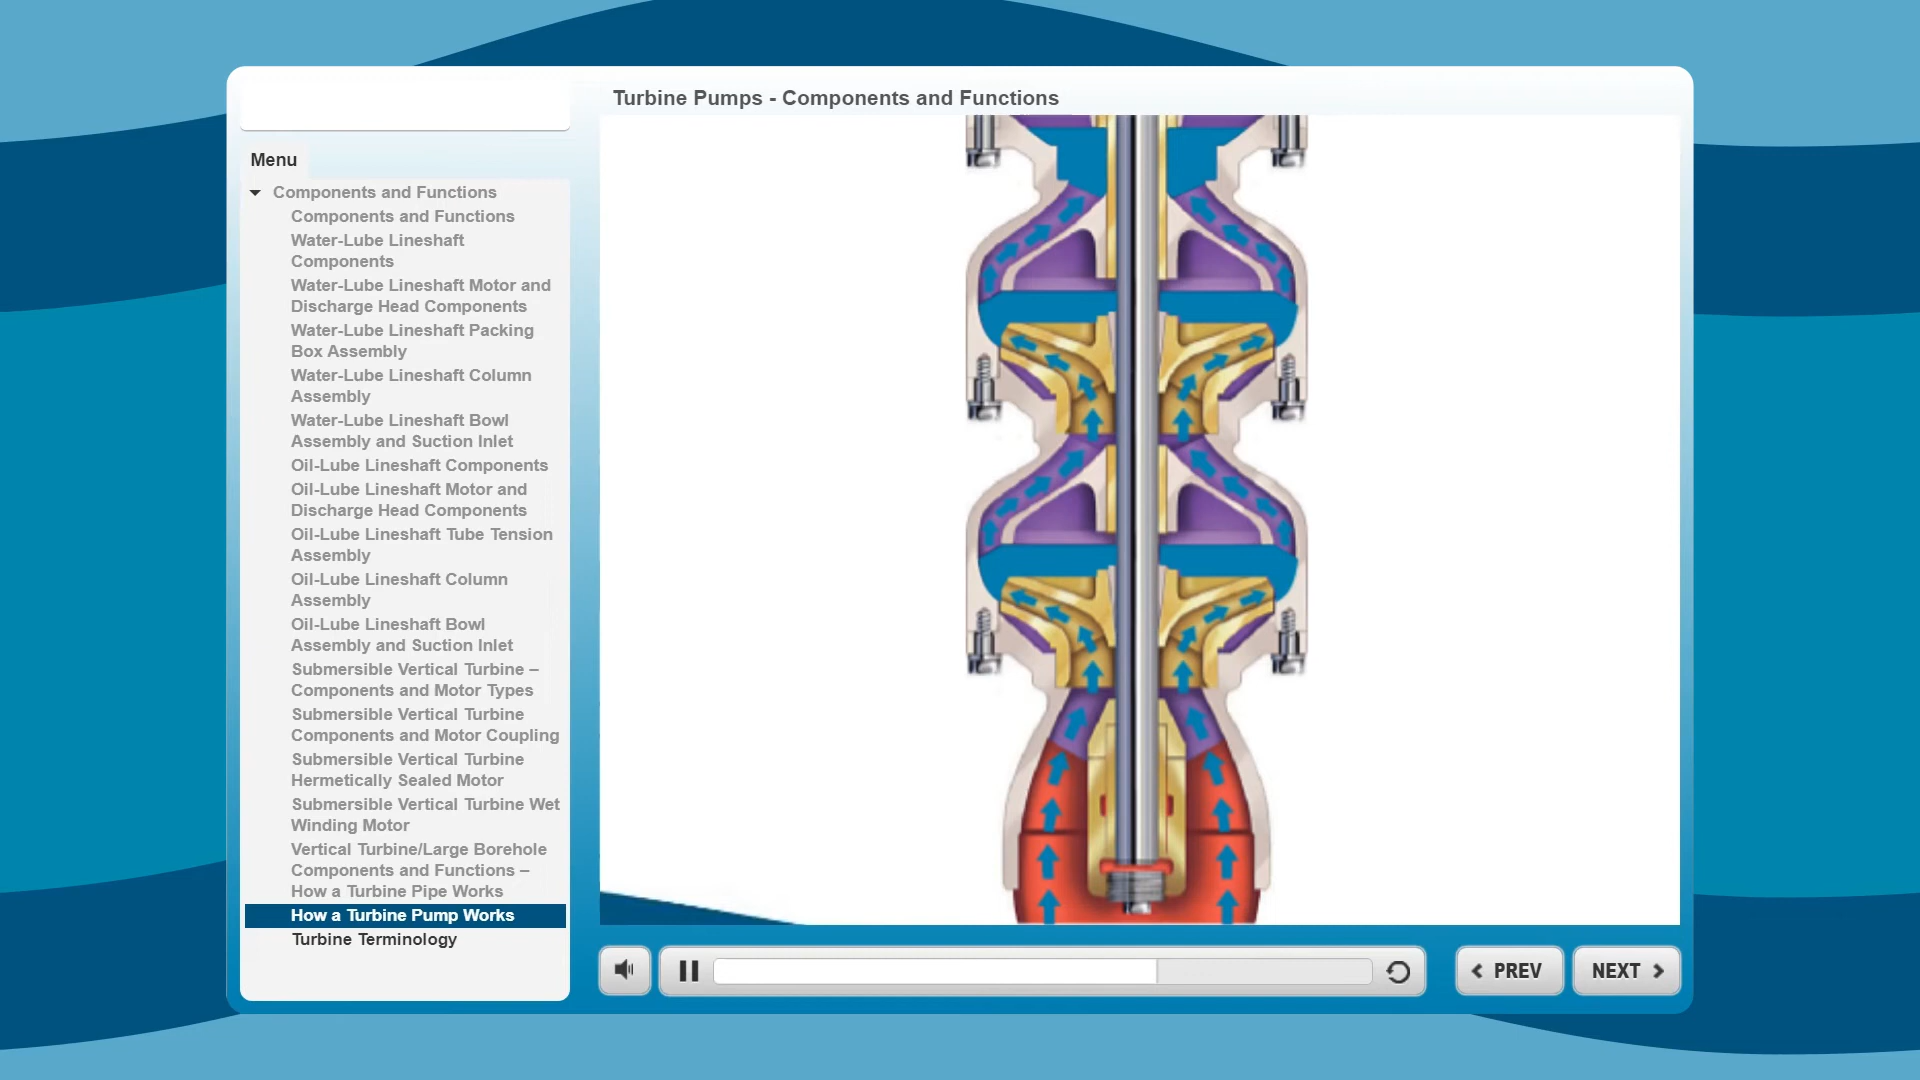 Turbine Pumps - Components and Functions
Menu
Components and Functions
Components and Functions
Water-Lube Lineshaft
Components
Water-Lube Lineshaft Motor and
Discharge Head Components
Water-Lube Lineshaft Packing
Box Assembly
Water-Lube Lineshaft Column
Assembly
Water-Lube Lineshaft Bowl
Assembly and Suction Inlet
Oil-Lube Lineshaft Components
Oil-Lube Lineshaft Motor and
Discharge Head Components
Oil-Lube Lineshaft Tube Tension
Assembly
Oil-Lube Lineshaft Column
Assembly
Oil-Lube Lineshaft Bowl
Assembly and Suction Inlet
Submersible Vertical Turbine –
Components and Motor Types
Submersible Vertical Turbine
Components and Motor Coupling
Submersible Vertical Turbine
Hermetically Sealed Motor
Submersible Vertical Turbine Wet
Winding Motor
Vertical Turbine/Large Borehole
Components and Functions –
How a Turbine Pipe Works
How a Turbine Pump Works
Turbine Terminology
PREV
NEXT